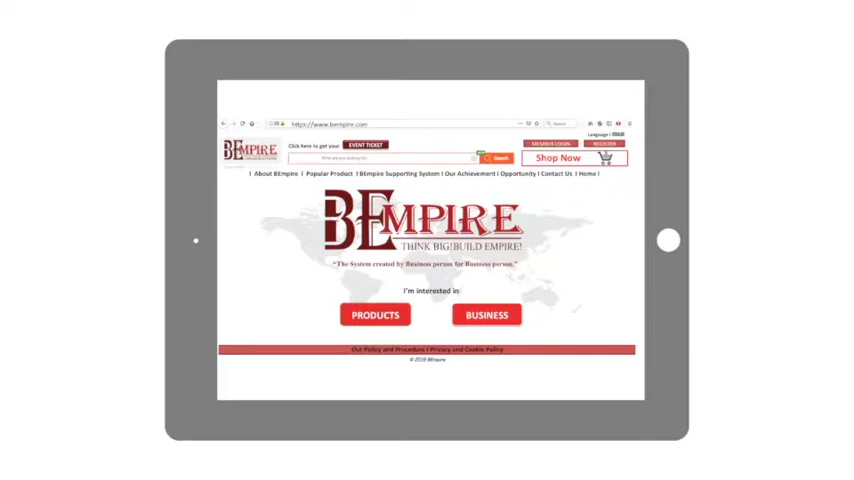 https://www.bempire.com
Language |
BEMPIRE
Click here to get your EVENT TICKET
MEMBER LOGIN REGISTER
Search
Shop Now
I About BEmpire I Popular Product I BEmpire Supporting System I Our Achievement I Opportunity I Contact Us I Home I
BEMPIRE
THINK BIG!BUILD EMPIRE!
“The System created by Business person for Business person.”
I'm interested in:
PRODUCTS BUSINESS
Our Policy and Procedure I Privacy and Cookie Policy